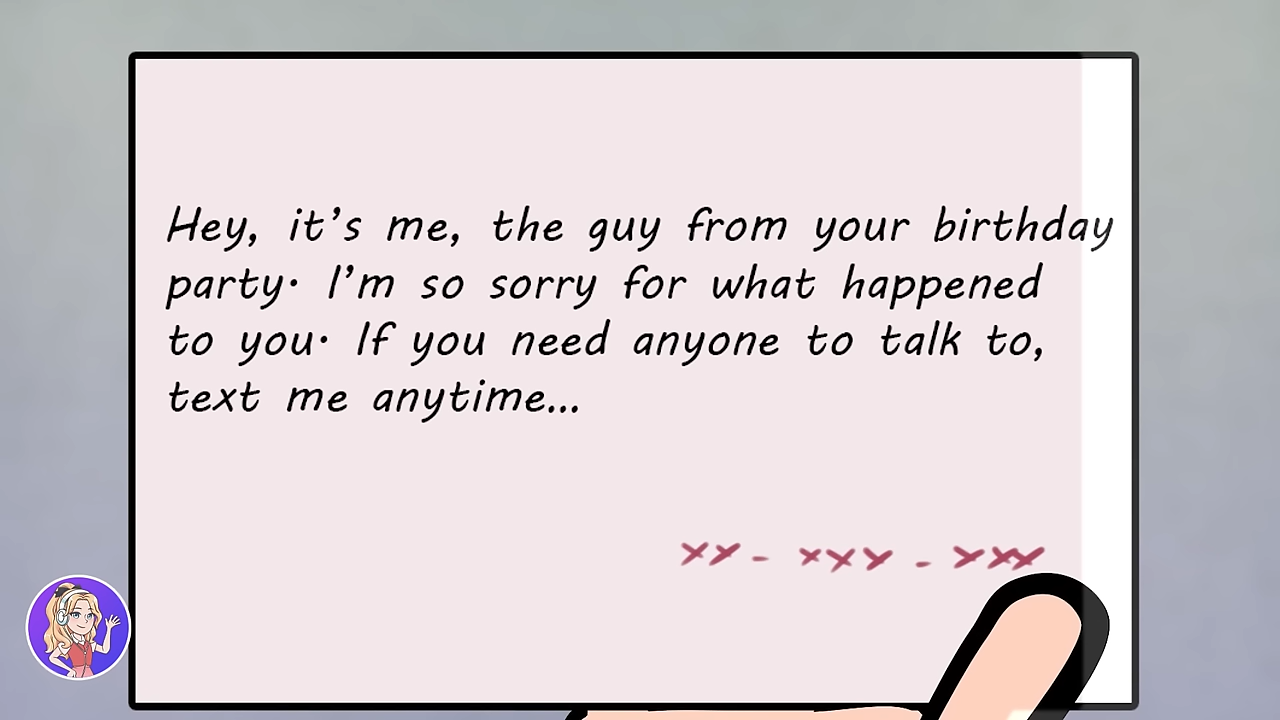 Hey, it's me, the guy from your birthday
party. I'm so sorry for what happened
to you. If you need anyone to talk to,
text me anytime...
xx - xxx - xxx